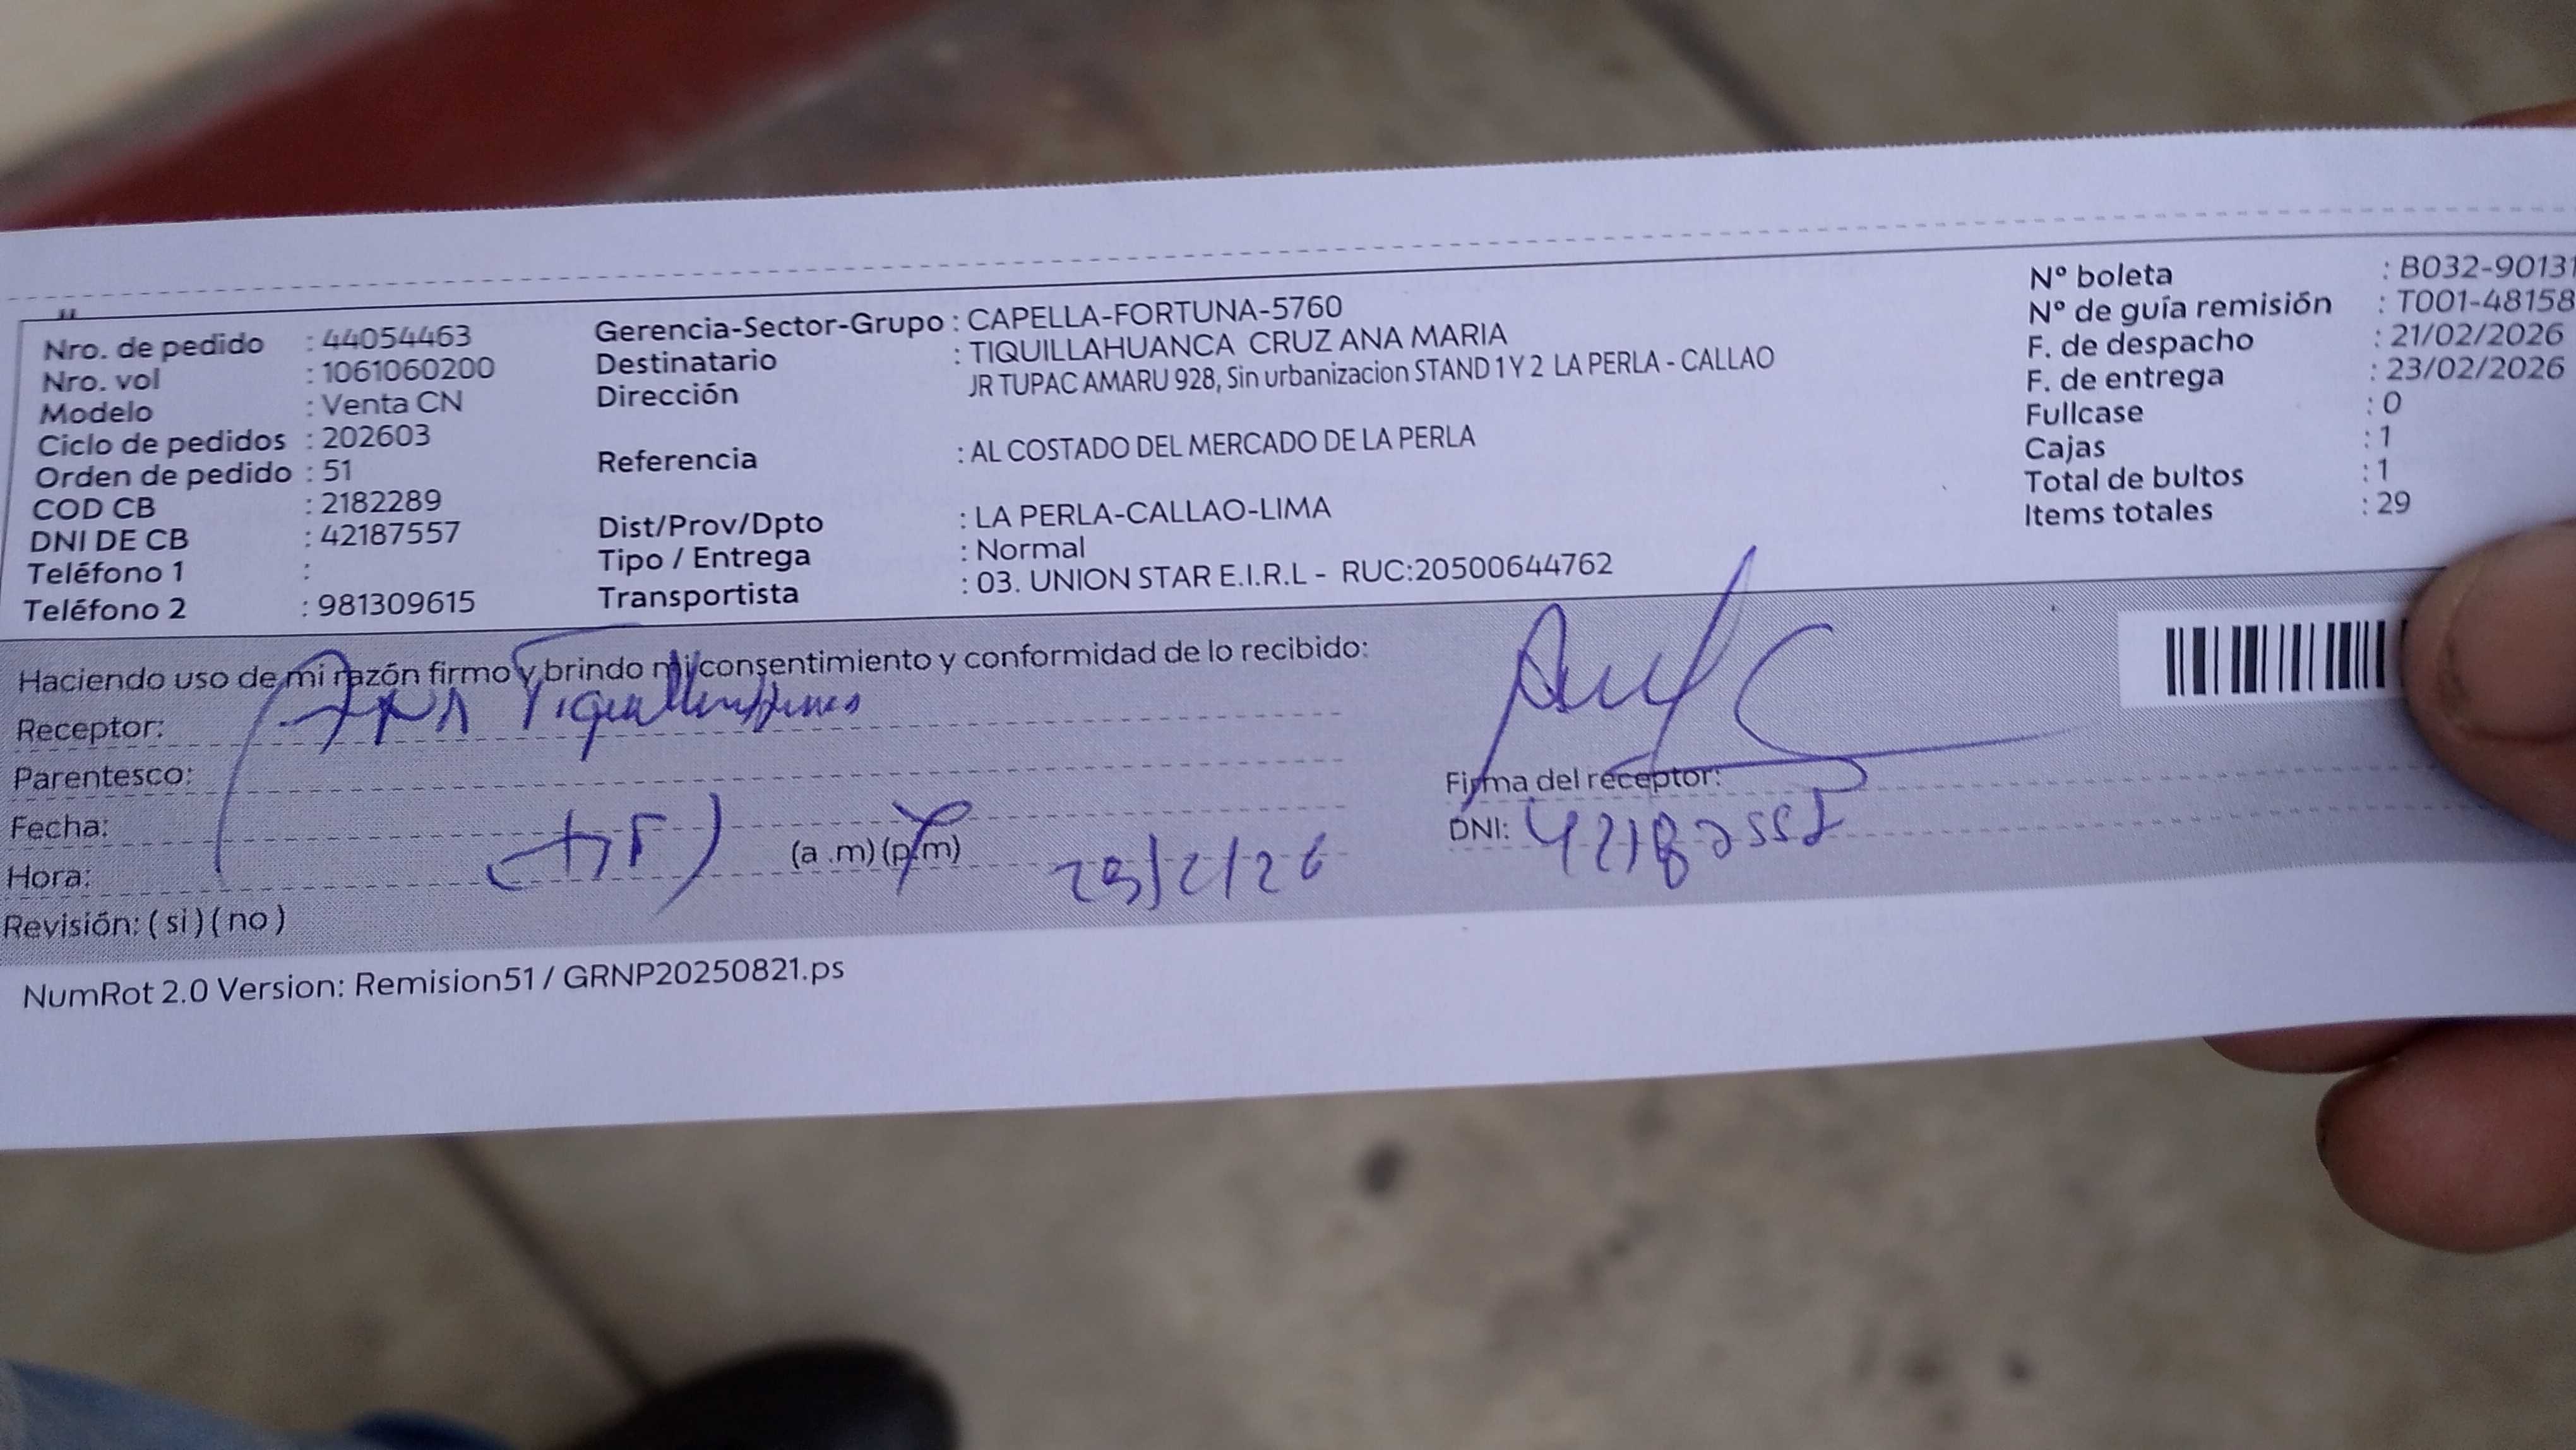 Nro. de pedido : 44054463
Nro. vol : 1061060200
Modelo : Venta CN
Ciclo de pedidos : 202603
Orden de pedido : 51
COD CB : 2182289
DNI DE CB : 42187557
Teléfono 1 :
Teléfono 2 : 981309615
Gerencia-Sector-Grupo : CAPELLA-FORTUNA-5760
Destinatario : TIQUILLAHUANCA CRUZ ANA MARIA
Dirección JR TUPAC AMARU 928, Sin urbanizacion STAND 1 Y 2 LA PERLA - CALLAO
Referencia : AL COSTADO DEL MERCADO DE LA PERLA
Dist/Prov/Dpto : LA PERLA-CALLAO-LIMA
Tipo / Entrega : Normal
Transportista : 03. UNION STAR E.I.R.L - RUC:20500644762
Nº boleta : B032-90131
Nº de guía remisión : T001-48158
F. de despacho : 21/02/2026
F. de entrega : 23/02/2026
Fullcase : 0
Cajas : 1
Total de bultos : 1
Items totales : 29
Haciendo uso de mi razón firmo y brindo mi consentimiento y conformidad de lo recibido:
Receptor:
Parentesco:
Fecha:
Hora: (a .m) (p.m) 23/2/26
Revisión: ( si ) ( no )
Firma del receptor:
DNI: 42187557
NumRot 2.0 Version: Remision51 / GRNP20250821.ps